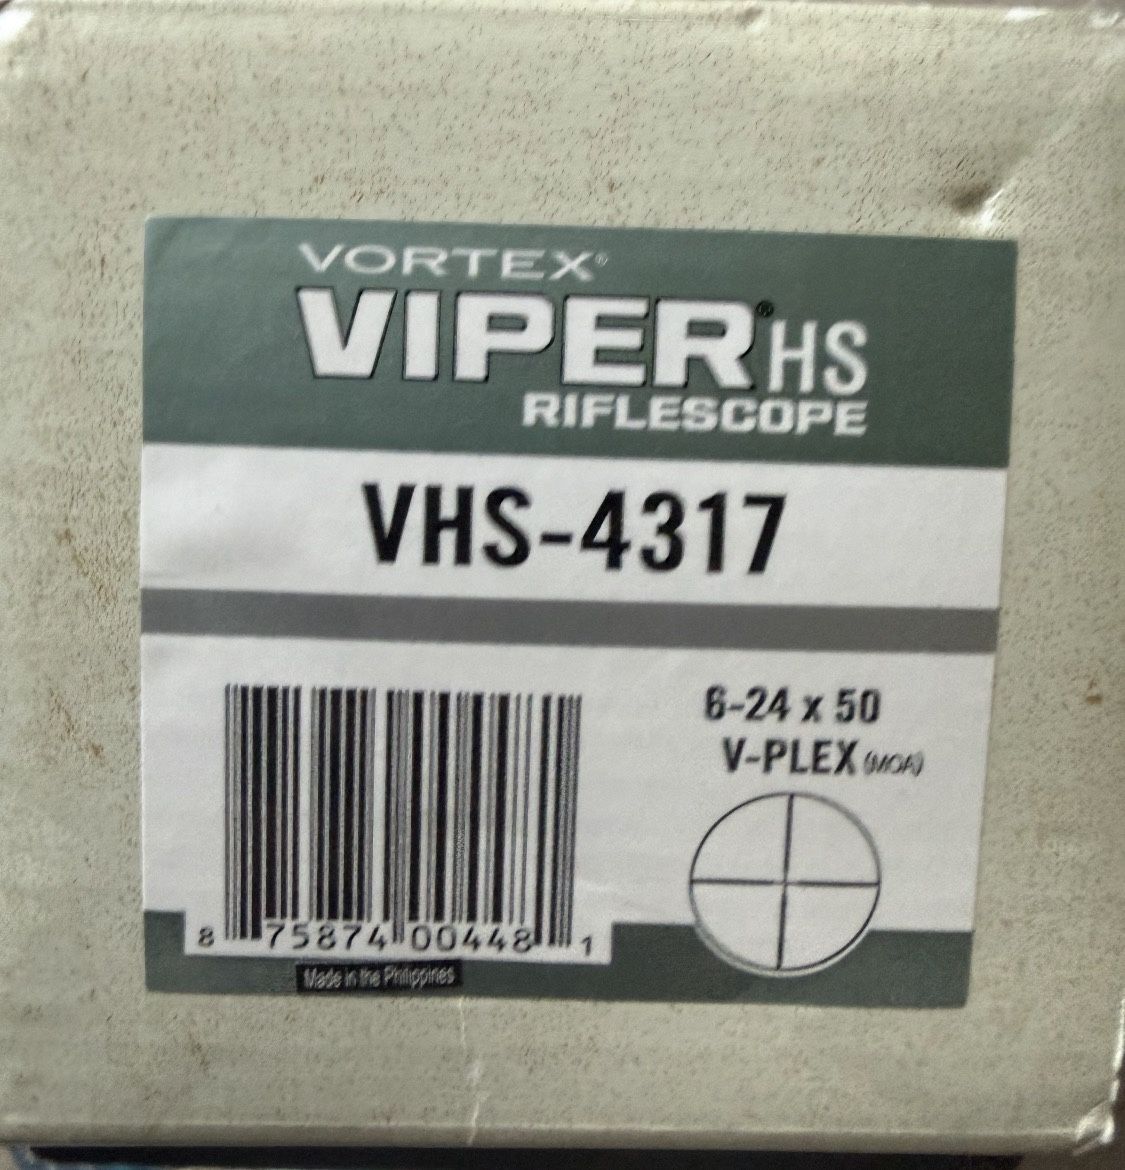 VORTEX®
VIPER® HS
RIFLESCOPE
VHS-4317
6-24 x 50
V-PLEX (MOA)
8 75874 00448 1
Made in the Philippines